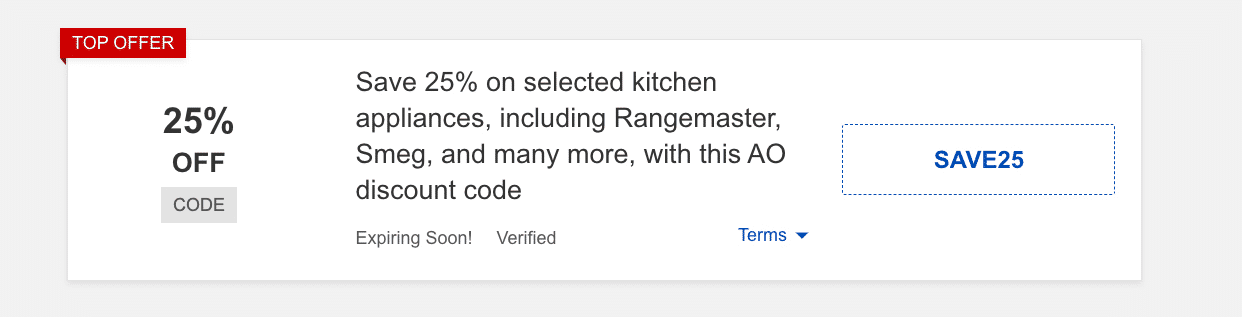 TOP OFFER
25%
OFF
CODE
Save 25% on selected kitchen
appliances, including Rangemaster,
Smeg, and many more, with this AO
discount code
Expiring Soon! Verified
Terms
SAVE25